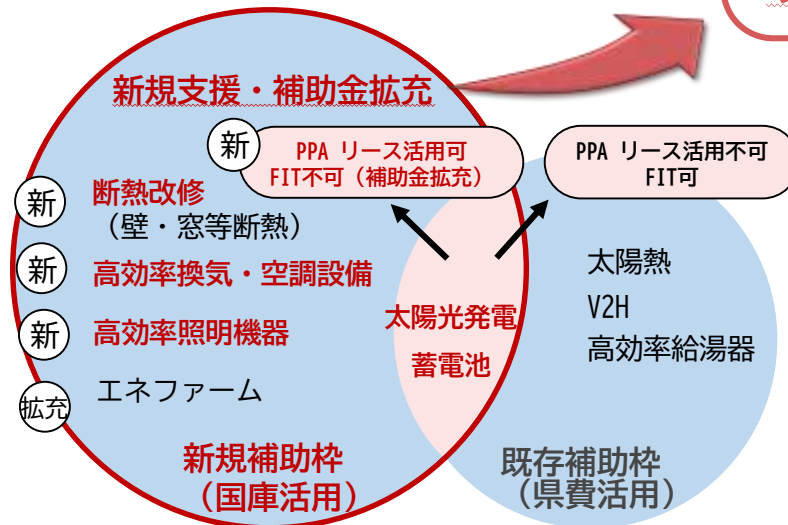 新規支援・補助金拡充
新
PPA リース活用可
FIT不可（補助金拡充）
PPA リース活用不可
FIT可
新
断熱改修
（壁・窓等断熱）
新
高効率換気・空調設備
新
高効率照明機器
拡充
エネファーム
太陽光発電
蓄電池
太陽熱
V2H
高効率給湯器
新規補助枠
（国庫活用）
既存補助枠
（県費活用）